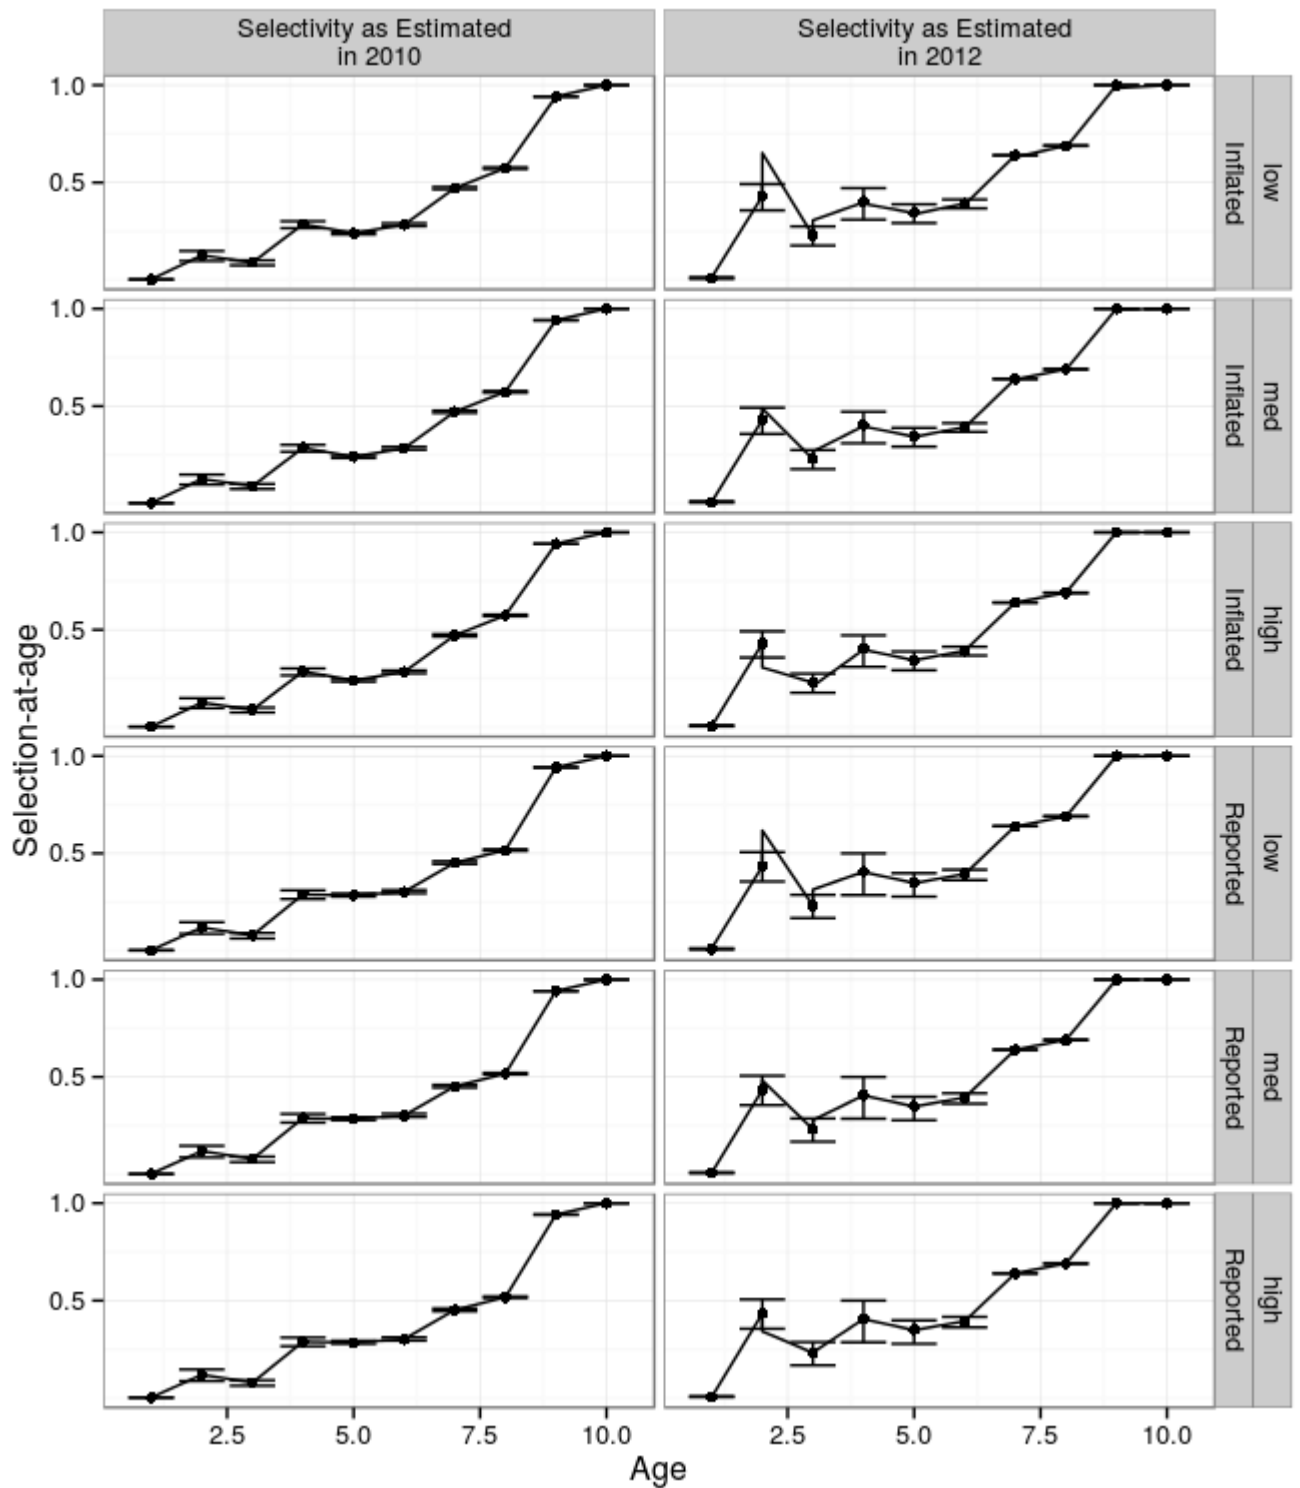 Selectivity as Estimated
in 2010
Selectivity as Estimated
in 2012
Selection-at-age
1.0
0.5
low
Inflated
1.0
0.5
med
Inflated
1.0
0.5
high
Inflated
1.0
0.5
low
Reported
1.0
0.5
med
Reported
1.0
0.5
high
Reported
2.5 5.0 7.5 10.0
2.5 5.0 7.5 10.0
Age